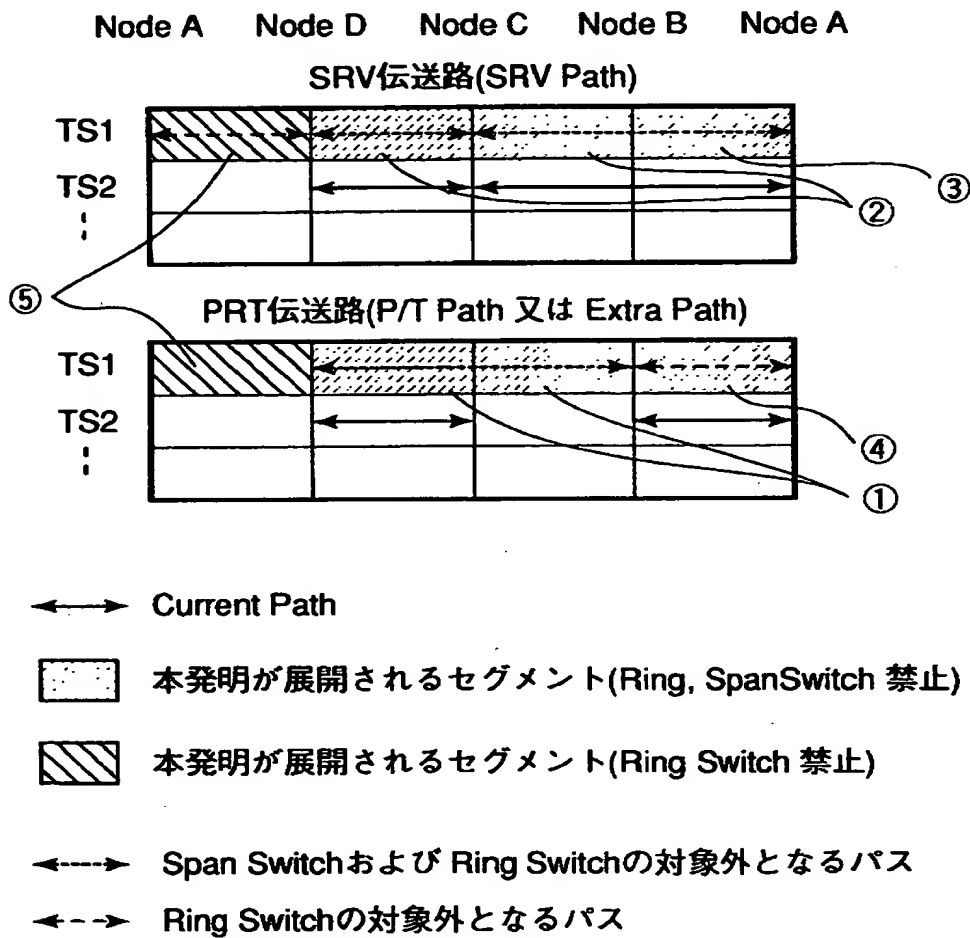 Node A Node D Node C Node B Node A
SRV伝送路(SRV Path)
TS1
③
TS2
②
⑤
PRT伝送路(P/T Path 又は Extra Path)
TS1
TS2
④
①
Current Path
本発明が展開されるセグメント(Ring, SpanSwitch 禁止)
本発明が展開されるセグメント(Ring Switch 禁止)
Span Switchおよび Ring Switchの対象外となるパス
Ring Switchの対象外となるパス